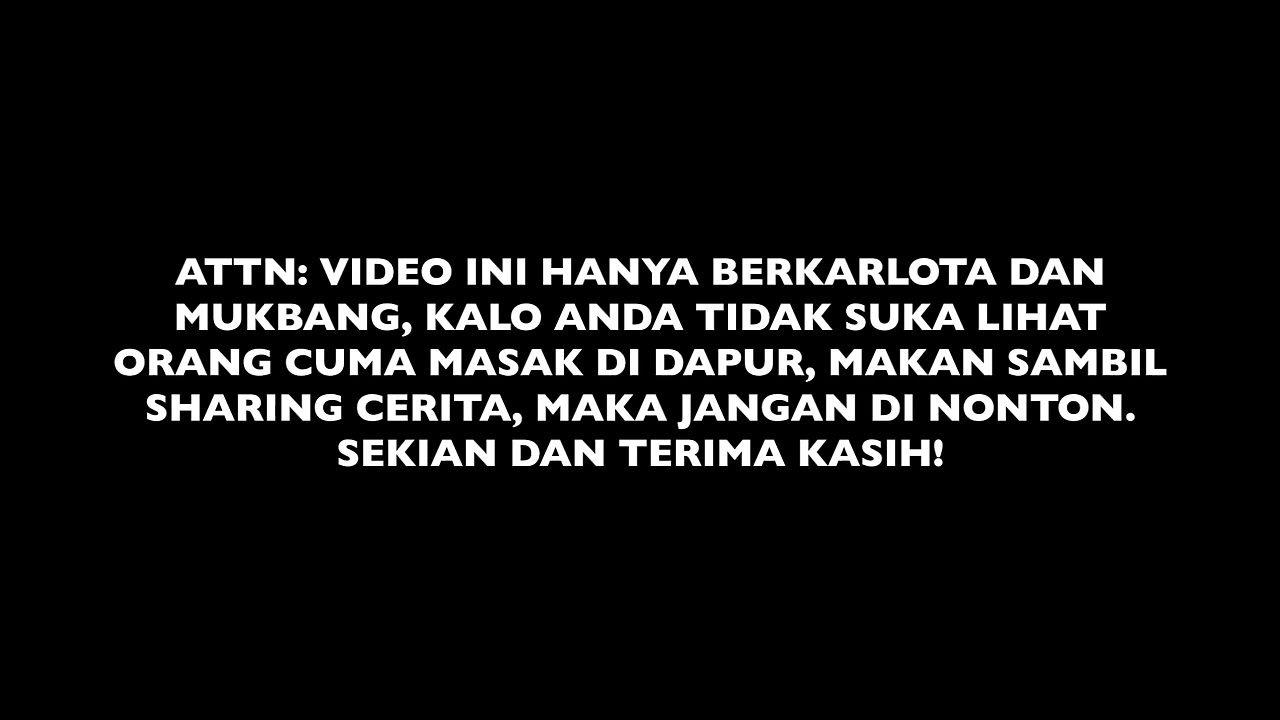 ATTN: VIDEO INI HANYA BERKARLOTA DAN
MUKBANG, KALO ANDA TIDAK SUKA LIHAT
ORANG CUMA MASAK DI DAPUR, MAKAN SAMBIL
SHARING CERITA, MAKA JANGAN DI NONTON.
SEKIAN DAN TERIMA KASIH!